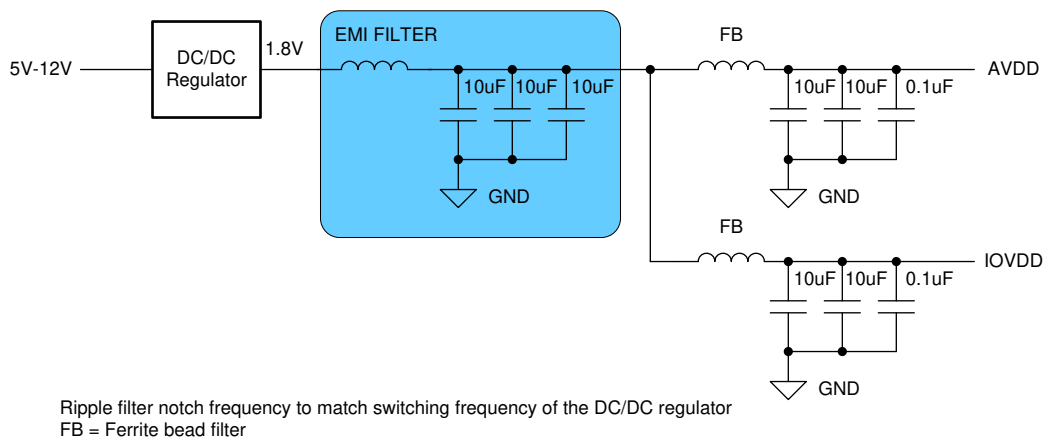 EMI FILTER
FB
5V-12V
DC/DC
Regulator
1.8V
AVDD
10uF 10uF 10uF
10uF 10uF 0.1uF
GND
GND
FB
IOVDD
10uF 10uF 0.1uF
GND
Ripple filter notch frequency to match switching frequency of the DC/DC regulator
FB = Ferrite bead filter